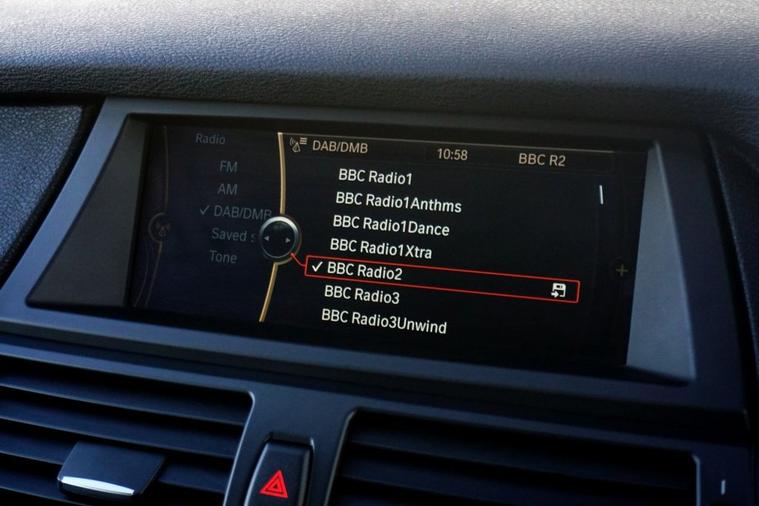 Radio
FM
AM
✓ DAB/DMB
Saved s
Tone
DAB/DMB 10:58 BBC R2
BBC Radio1
BBC Radio1Anthms
BBC Radio1Dance
BBC Radio1Xtra
✓ BBC Radio2
BBC Radio3
BBC Radio3Unwind